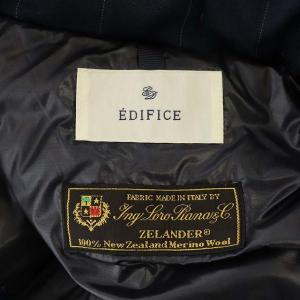 ÉDIFICE
FABRIC MADE IN ITALY BY
Ing. Loro Piana & C.
ZELANDER®
100% New Zealand Merino Wool